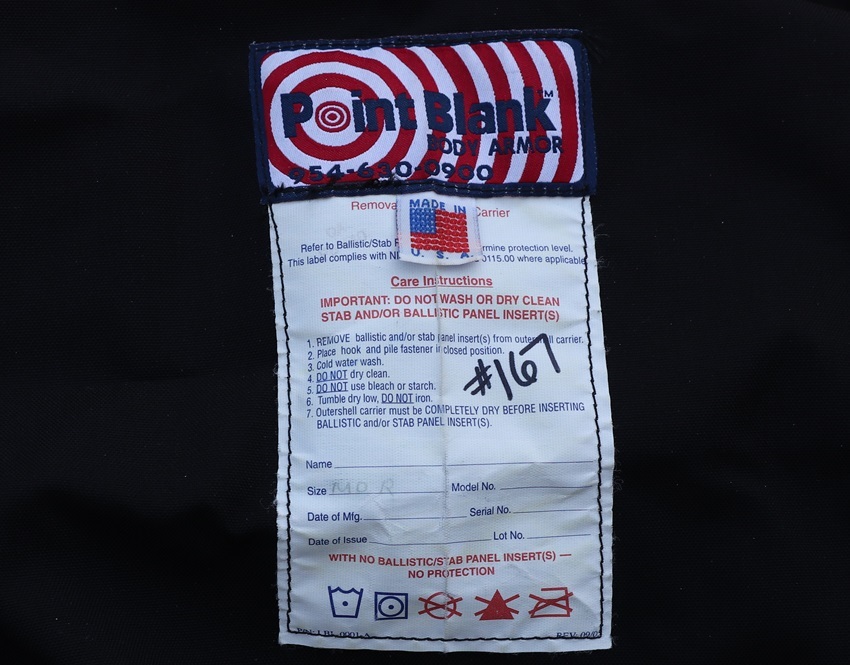 Point Blank™
BODY ARMOR
954-630-0900
MADE IN
U. S. A.
Carrier
Refer to Ballistic/Stab protection level.
This label complies with 0115.00 where applicable
Care Instructions
IMPORTANT: DO NOT WASH OR DRY CLEAN
STAB AND/OR BALLISTIC PANEL INSERT(S)
1. REMOVE ballistic and/or stab panel insert(s) from outershell carrier.
2. Place hook and pile fastener in closed position.
3. Cold water wash.
4. DO NOT dry clean.
5. DO NOT use bleach or starch.
6. Tumble dry low, DO NOT iron.
7. Outershell carrier must be COMPLETELY DRY BEFORE INSERTING
BALLISTIC and/or STAB PANEL INSERT(S).
#167
Name
Size MOR Model No.
Date of Mfg. Serial No.
Date of Issue Lot No.
WITH NO BALLISTIC/STAB PANEL INSERT(S) —
NO PROTECTION